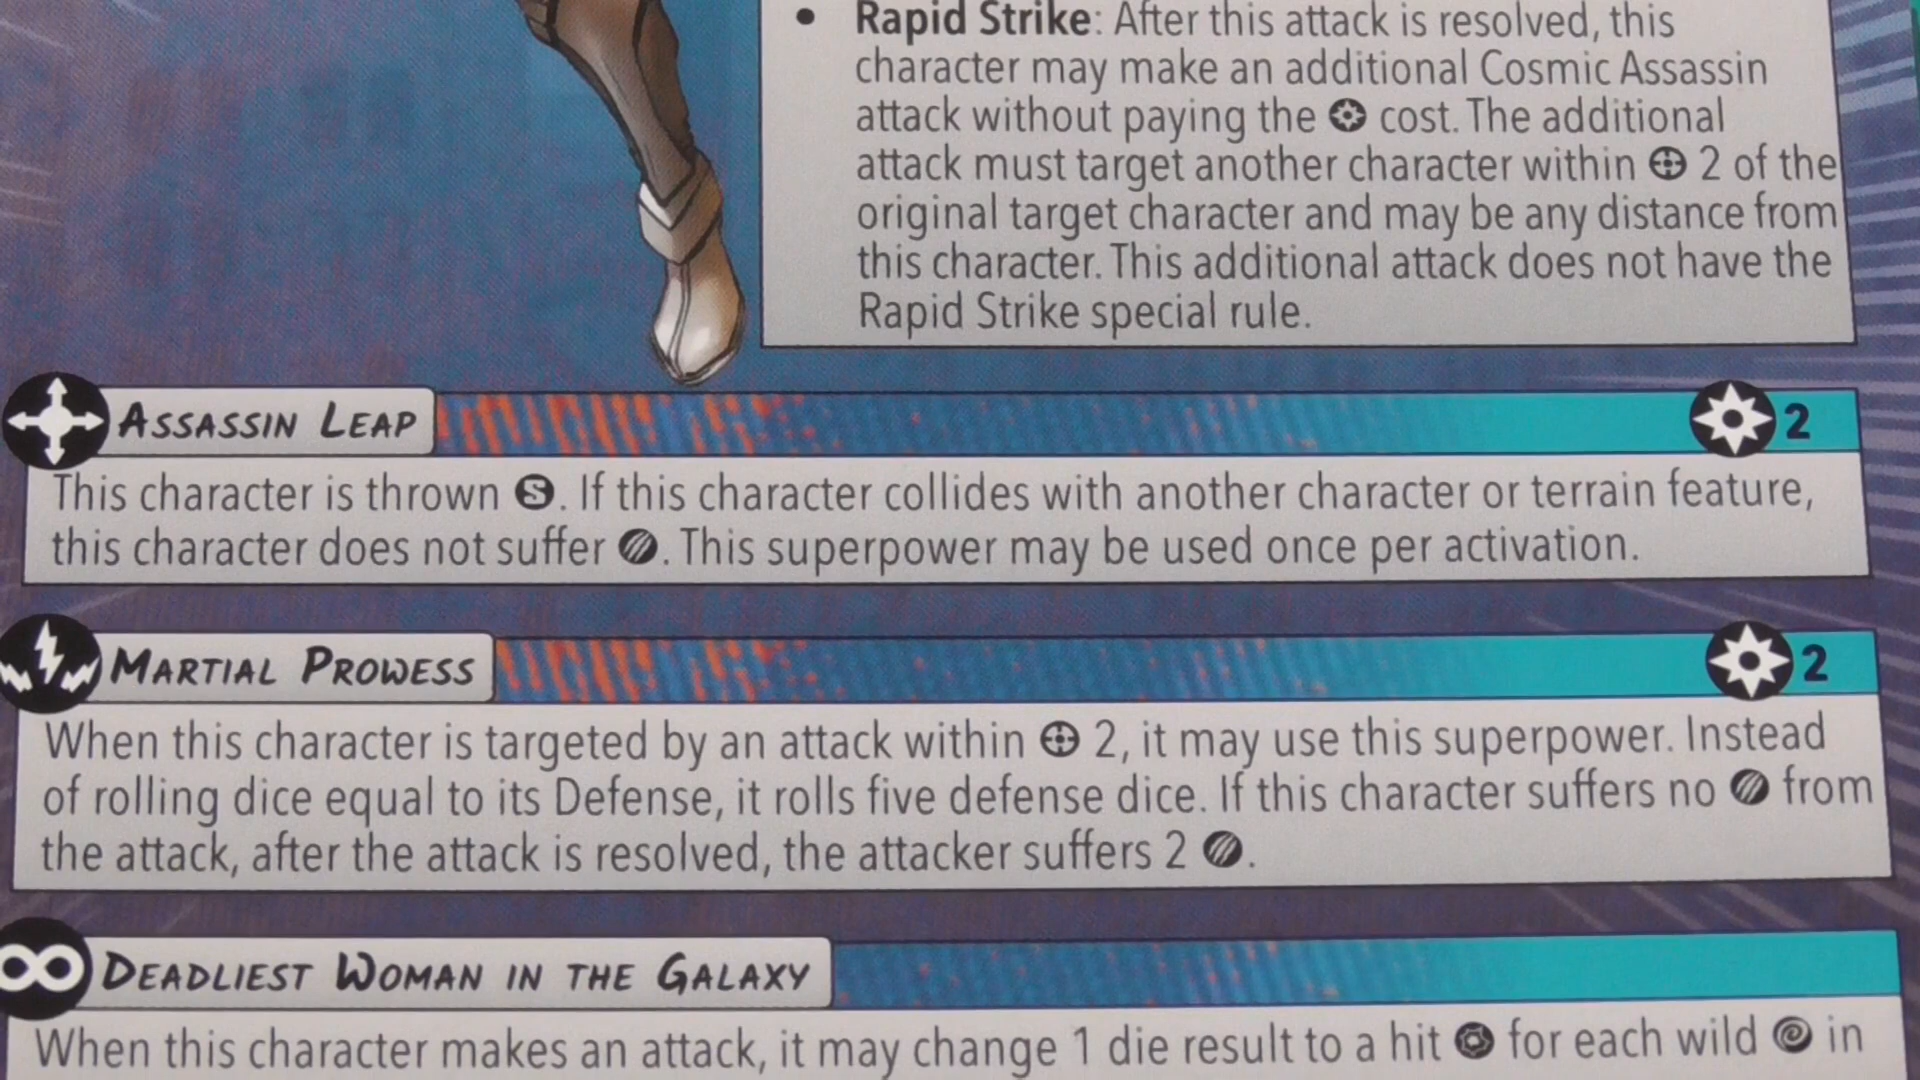 • Rapid Strike: After this attack is resolved, this
character may make an additional Cosmic Assassin
attack without paying the cost. The additional
attack must target another character within 2 of the
original target character and may be any distance from
this character. This additional attack does not have the
Rapid Strike special rule.
ASSASSIN LEAP 2
This character is thrown S. If this character collides with another character or terrain feature,
this character does not suffer . This superpower may be used once per activation.
MARTIAL PROWESS 2
When this character is targeted by an attack within 2, it may use this superpower. Instead
of rolling dice equal to its Defense, it rolls five defense dice. If this character suffers no from
the attack, after the attack is resolved, the attacker suffers 2 .
DEADLIEST WOMAN IN THE GALAXY
When this character makes an attack, it may change 1 die result to a hit for each wild in